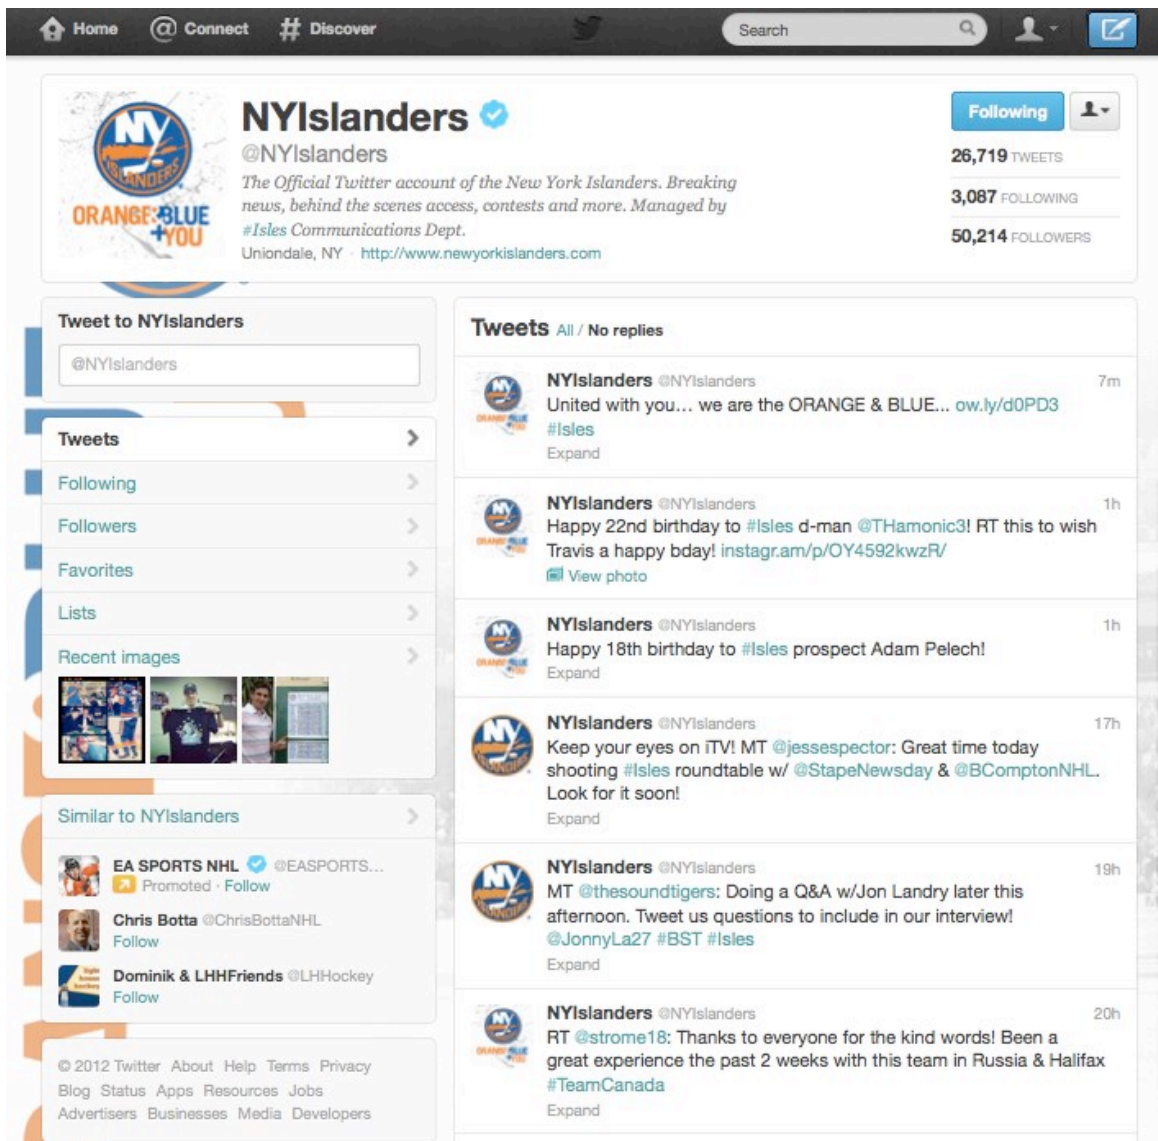 Home @ Connect # Discover Search
NY
ISLANDERS
ORANGE BLUE
+YOU
NYIslanders
@NYIslanders
The Official Twitter account of the New York Islanders. Breaking
news, behind the scenes access, contests and more. Managed by
#Isles Communications Dept.
Uniondale, NY · http://www.newyorkislanders.com
Following
26,719 TWEETS
3,087 FOLLOWING
50,214 FOLLOWERS
Tweet to NYIslanders
@NYIslanders
Tweets
Following
Followers
Favorites
Lists
Recent images
Similar to NYIslanders
EA SPORTS NHL @EASPORTS...
Promoted · Follow
Chris Botta @ChrisBottaNHL
Follow
Dominik & LHHFriends @LHHockey
Follow
© 2012 Twitter About Help Terms Privacy
Blog Status Apps Resources Jobs
Advertisers Businesses Media Developers
Tweets All / No replies
NYIslanders @NYIslanders 7m
United with you... we are the ORANGE & BLUE... ow.ly/d0PD3
#Isles
Expand
NYIslanders @NYIslanders 1h
Happy 22nd birthday to #Isles d-man @THamonic3! RT this to wish
Travis a happy bday! instagr.am/p/OY4592kwzR/
View photo
NYIslanders @NYIslanders 1h
Happy 18th birthday to #Isles prospect Adam Pelech!
Expand
NYIslanders @NYIslanders 17h
Keep your eyes on iTV! MT @jessespector: Great time today
shooting #Isles roundtable w/ @StapeNewsday & @BComptonNHL.
Look for it soon!
Expand
NYIslanders @NYIslanders 19h
MT @thesoundtigers: Doing a Q&A w/Jon Landry later this
afternoon. Tweet us questions to include in our interview!
@JonnyLa27 #BST #Isles
Expand
NYIslanders @NYIslanders 20h
RT @strome18: Thanks to everyone for the kind words! Been a
great experience the past 2 weeks with this team in Russia & Halifax
#TeamCanada
Expand